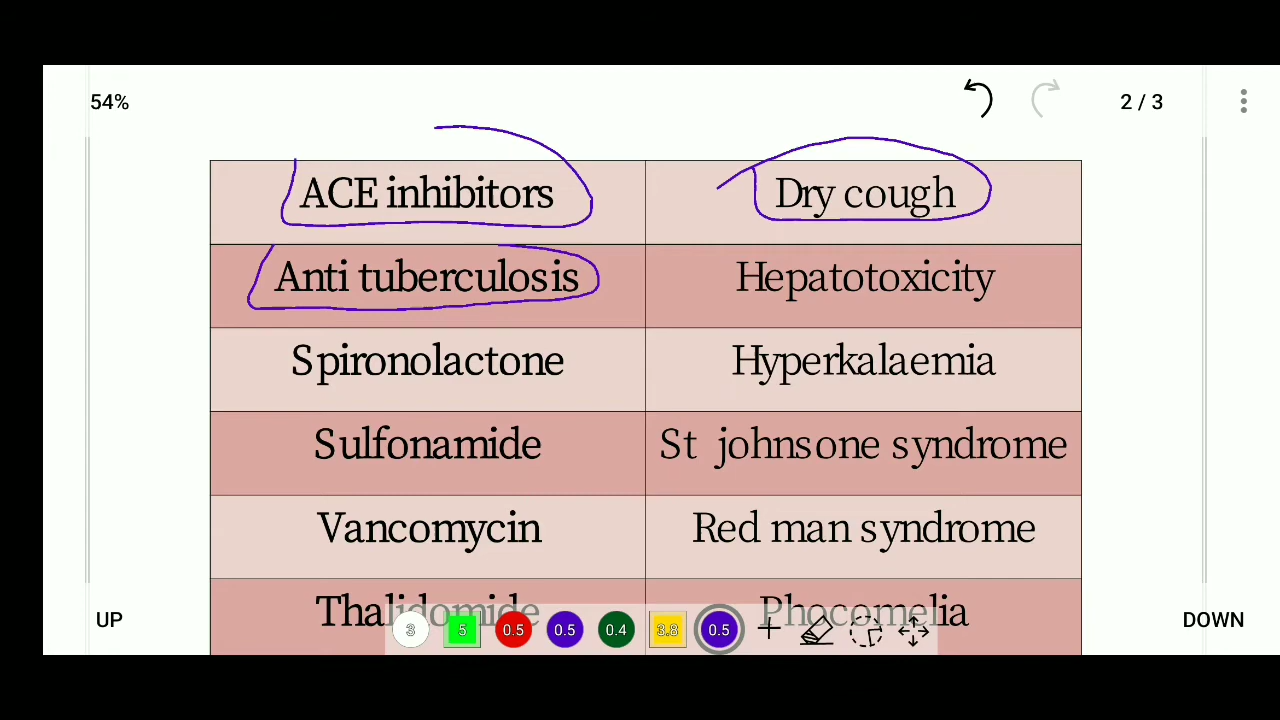 54%
2 / 3
ACE inhibitors Dry cough
Anti tuberculosis Hepatotoxicity
Spironolactone Hyperkalaemia
Sulfonamide St johnsone syndrome
Vancomycin Red man syndrome
Thalidomide Phocomelia
UP 3 5 0.5 0.5 0.4 3.8 0.5 DOWN